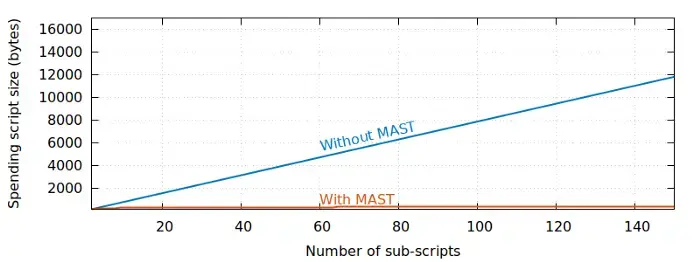 Spending script size (bytes)
16000
14000
12000
10000
8000
6000
4000
2000
Without MAST
With MAST
20 40 60 80 100 120 140
Number of sub-scripts